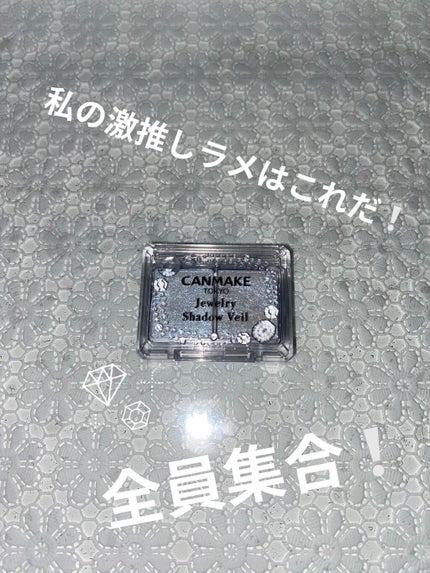 私の激推しラメはこれだ！
CANMAKE
TOKYO
Jewelry
Shadow Veil
全員集合！